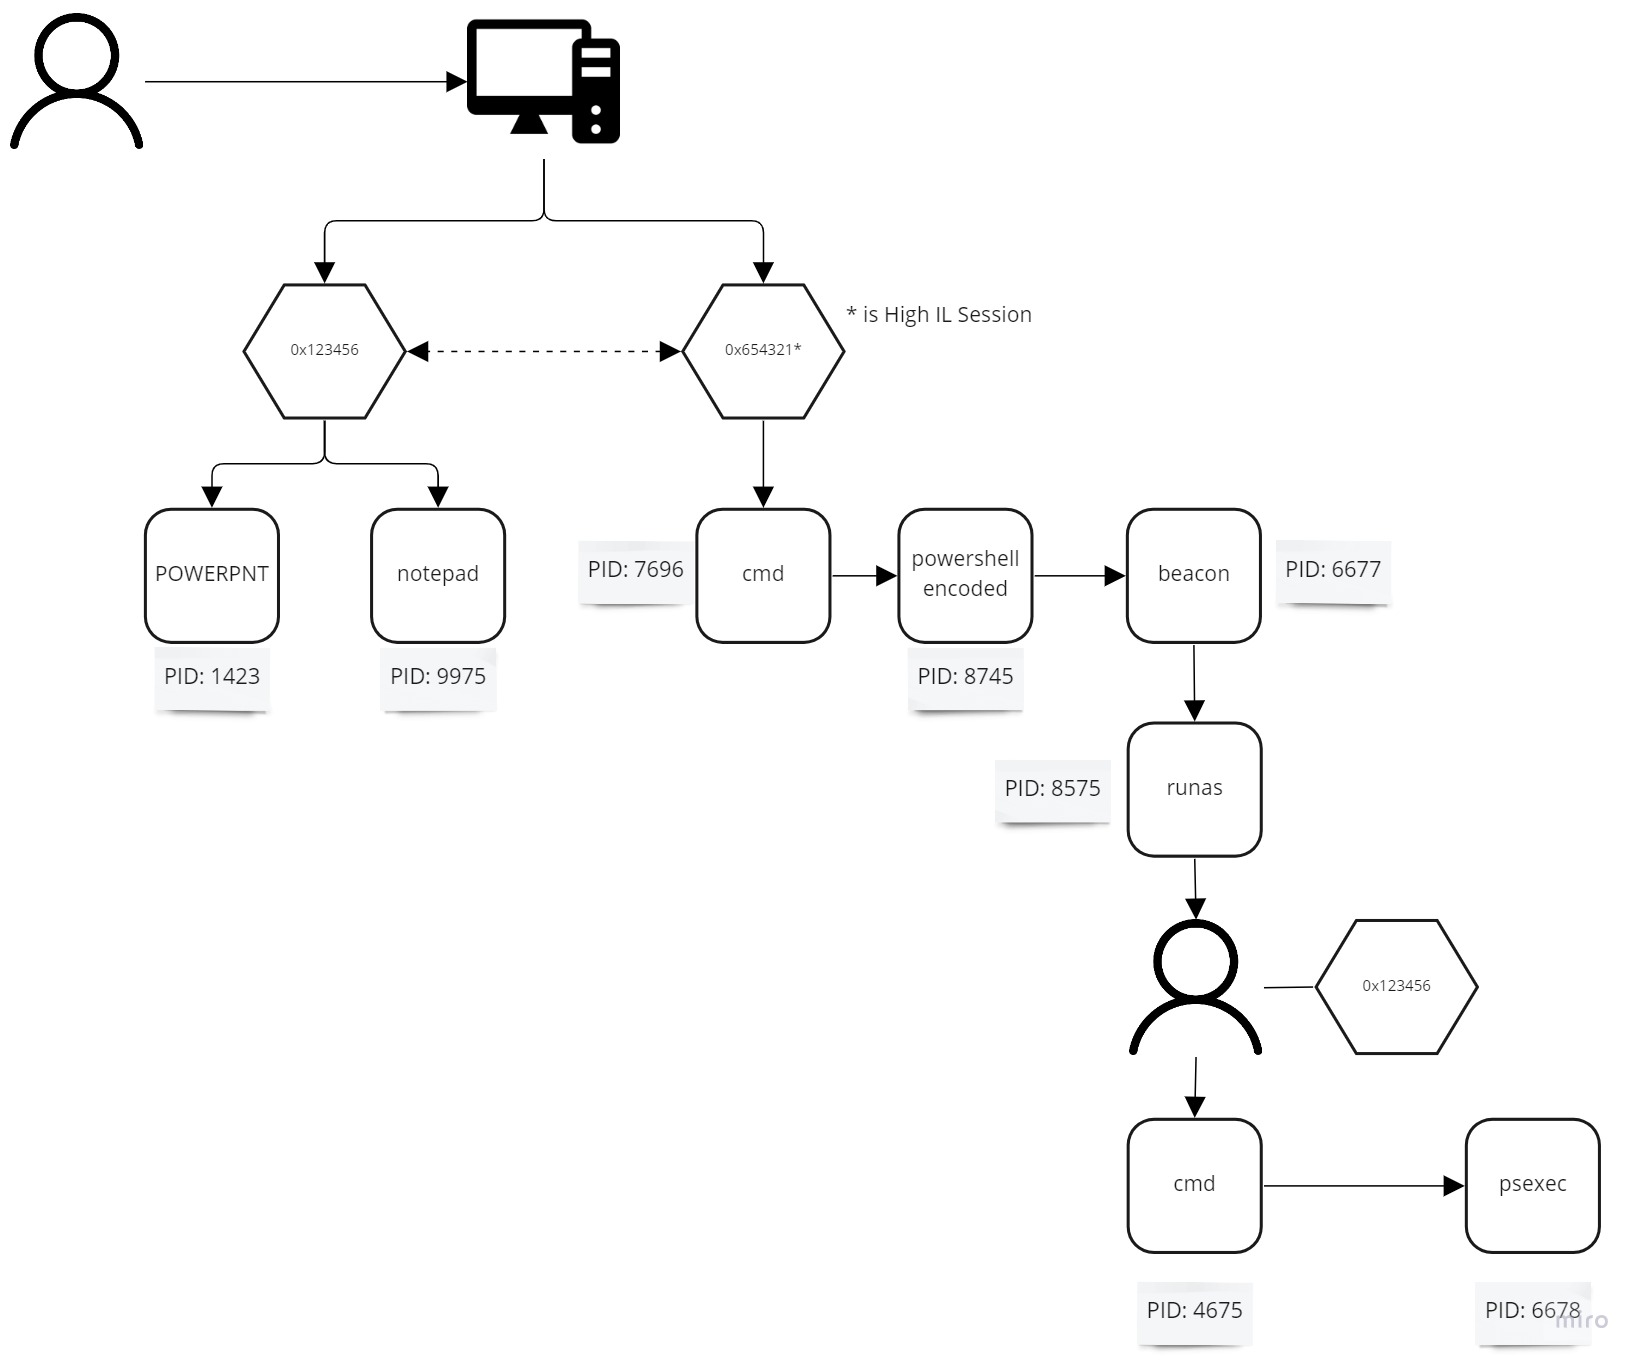 0x123456
0x654321*
* is High IL Session
POWERPNT
notepad
PID: 7696
cmd
powershell
encoded
beacon
PID: 6677
PID: 1423
PID: 9975
PID: 8745
PID: 8575
runas
0x123456
cmd
psexec
PID: 4675
PID: 6678
miro